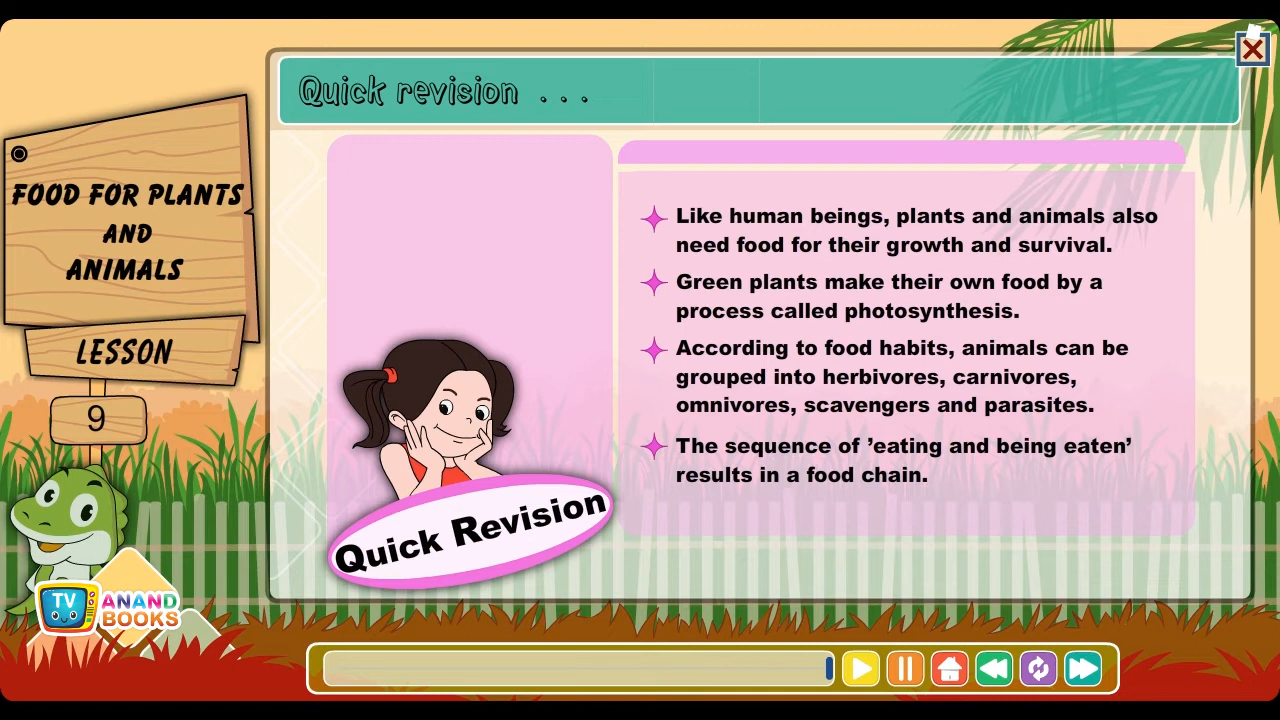 Quick revision . . .
FOOD FOR PLANTS
AND
ANIMALS
LESSON
9
Like human beings, plants and animals also
need food for their growth and survival.
Green plants make their own food by a
process called photosynthesis.
According to food habits, animals can be
grouped into herbivores, carnivores,
omnivores, scavengers and parasites.
The sequence of ’eating and being eaten’
results in a food chain.
Quick Revision
TV
ANAND
BOOKS